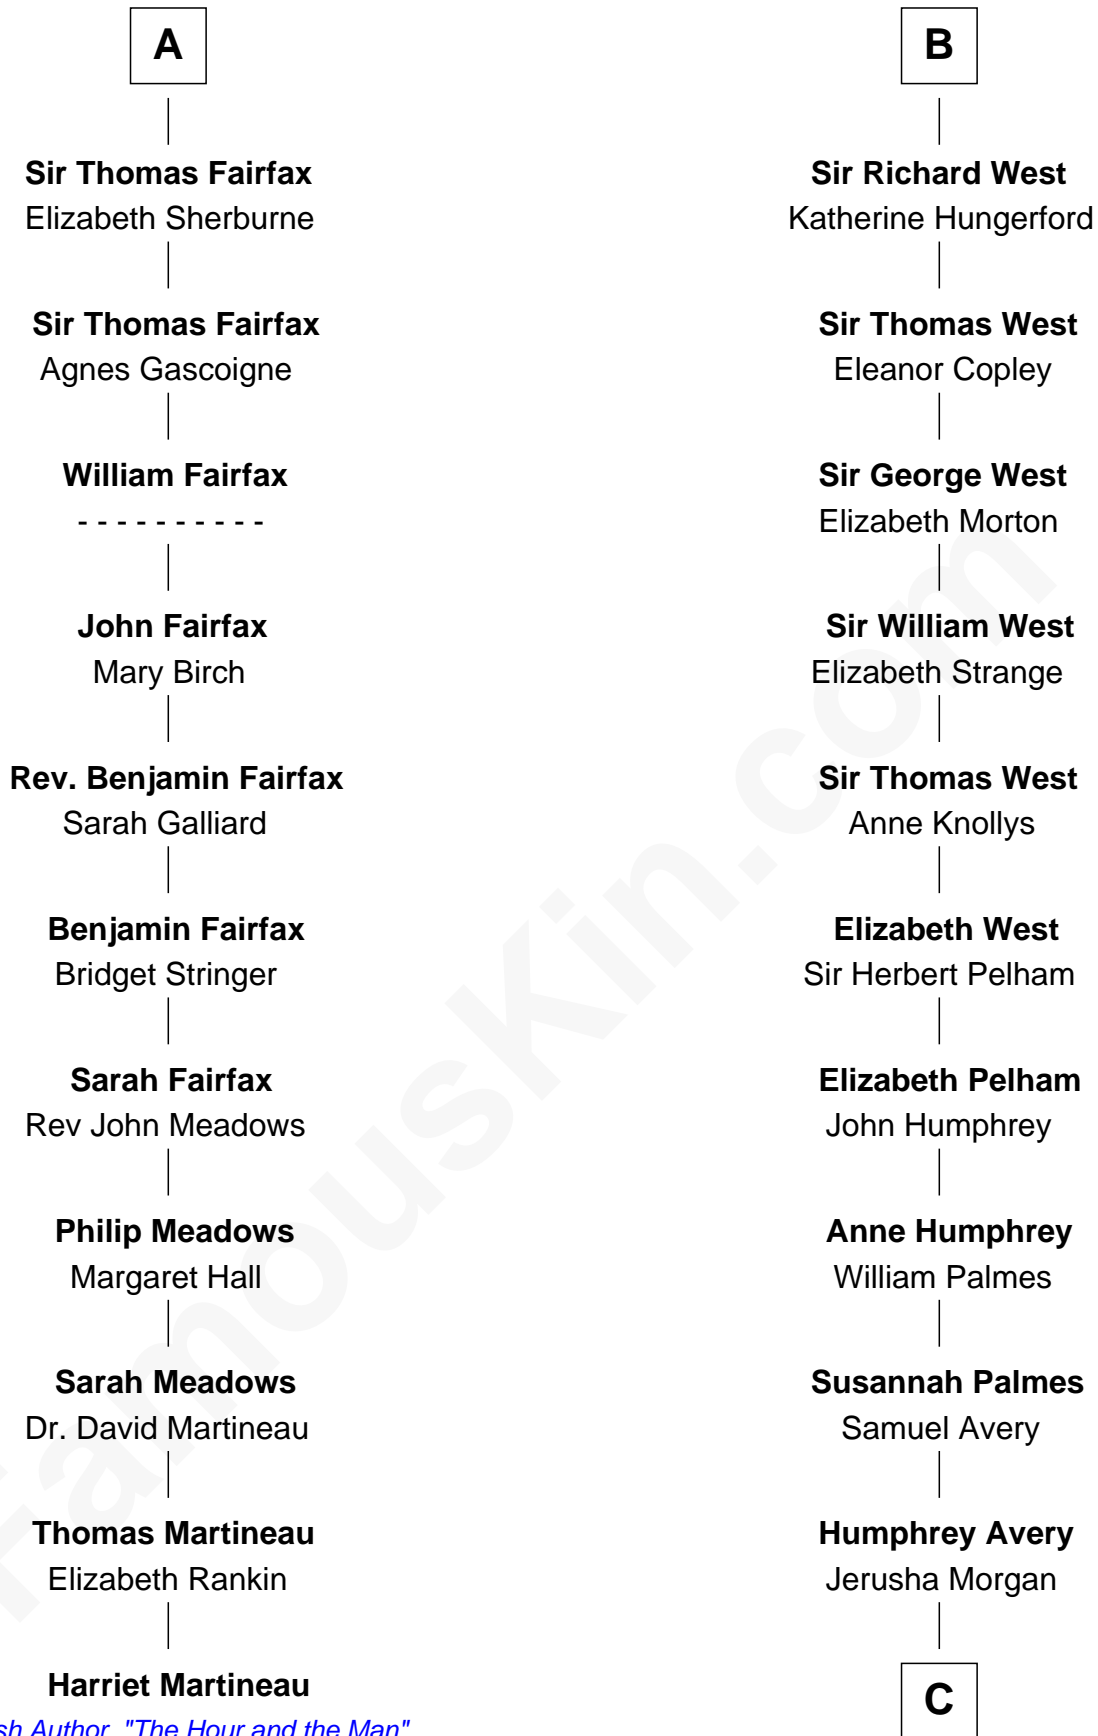 A
Sir Thomas Fairfax
Elizabeth Sherburne
Sir Thomas Fairfax
Agnes Gascoigne
William Fairfax
- - - - - - - - - -
John Fairfax
Mary Birch
Rev. Benjamin Fairfax
Sarah Galliard
Benjamin Fairfax
Bridget Stringer
Sarah Fairfax
Rev John Meadows
Philip Meadows
Margaret Hall
Sarah Meadows
Dr. David Martineau
Thomas Martineau
Elizabeth Rankin
Harriet Martineau
Author, "The Hour and the Man"
B
Sir Richard West
Katherine Hungerford
Sir Thomas West
Eleanor Copley
Sir George West
Elizabeth Morton
Sir William West
Elizabeth Strange
Sir Thomas West
Anne Knollys
Elizabeth West
Sir Herbert Pelham
Elizabeth Pelham
John Humphrey
Anne Humphrey
William Palmes
Susannah Palmes
Samuel Avery
Humphrey Avery
Jerusha Morgan
C
FamousKin.com